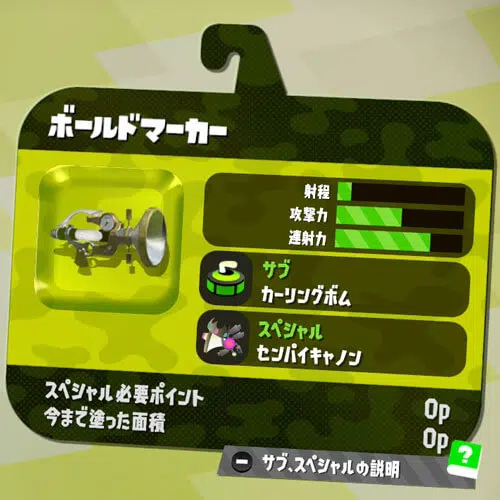 ボールドマーカー
射程
攻撃力
連射力
サブ
カーリングボム
スペシャル
センパイキャノン
スペシャル必要ポイント 0p
今まで塗った面積 0p
?
− サブ、スペシャルの説明